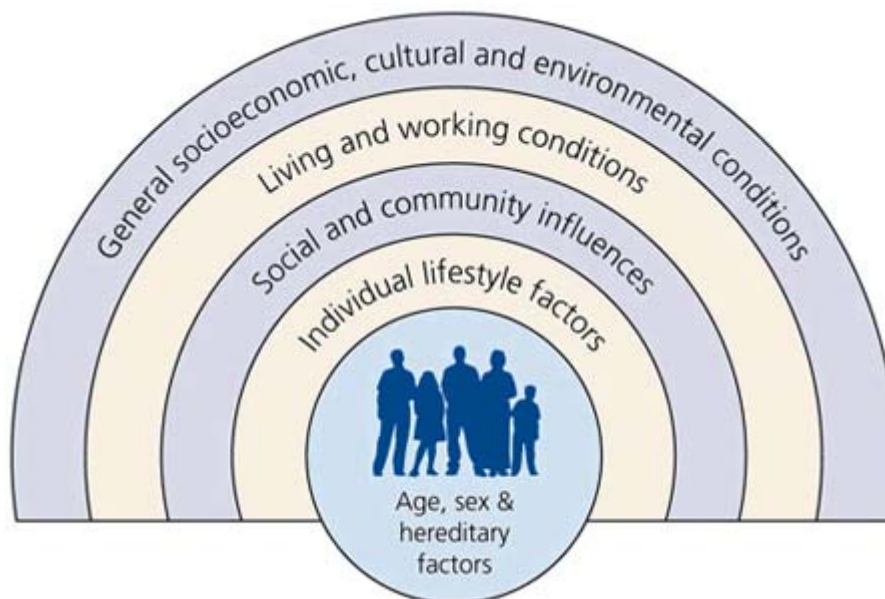 General socioeconomic, cultural and environmental conditions
Living and working conditions
Social and community influences
Individual lifestyle factors
Age, sex &
hereditary
factors